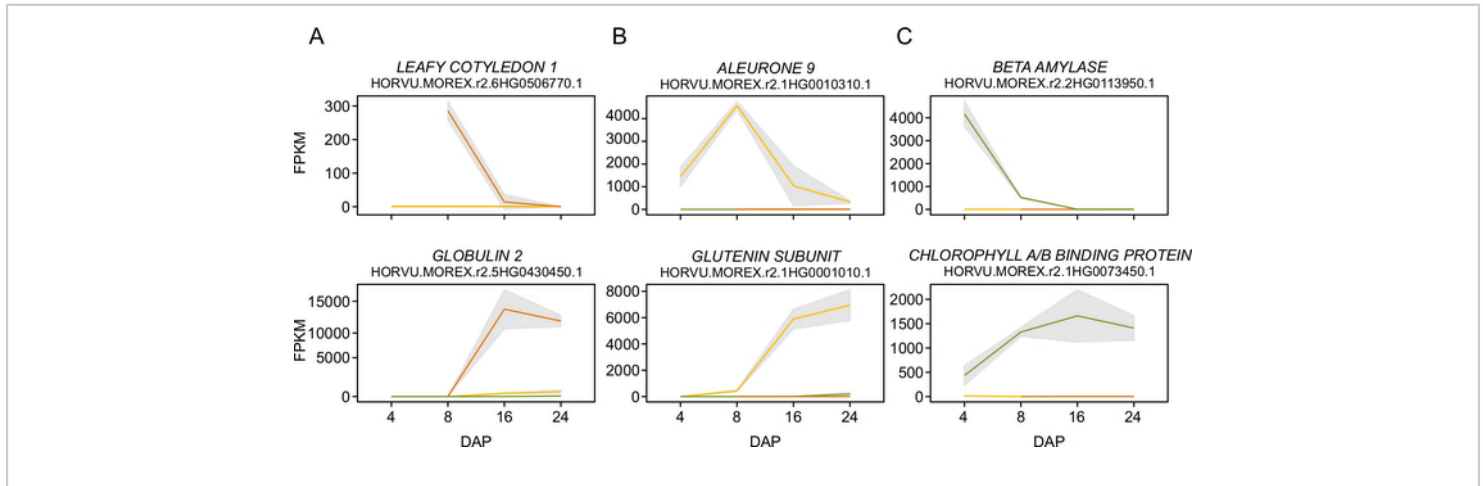 A
B
C
LEAFY COTYLEDON 1
HORVU.MOREX.r2.6HG0506770.1
ALEURONE 9
HORVU.MOREX.r2.1HG0010310.1
BETA AMYLASE
HORVU.MOREX.r2.2HG0113950.1
FPKM
300
200
100
0
4000
3000
2000
1000
0
4000
3000
2000
1000
0
GLOBULIN 2
HORVU.MOREX.r2.5HG0430450.1
GLUTENIN SUBUNIT
HORVU.MOREX.r2.1HG0001010.1
CHLOROPHYLL A/B BINDING PROTEIN
HORVU.MOREX.r2.1HG0073450.1
FPKM
15000
10000
5000
0
8000
6000
4000
2000
0
2000
1500
1000
500
0
4 8 16 24
4 8 16 24
4 8 16 24
DAP
DAP
DAP